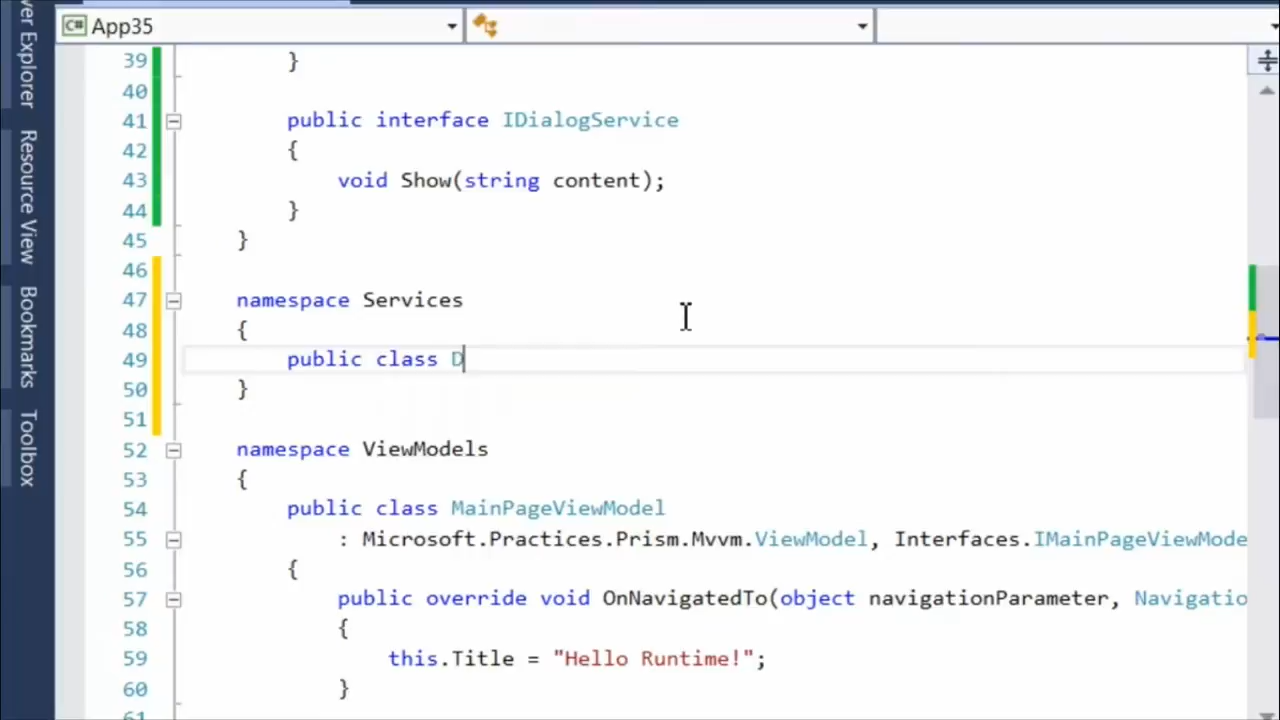 App35
ver Explorer
Resource View
Bookmarks
Toolbox
39 }
40
41 public interface IDialogService
42 {
43 void Show(string content);
44 }
45 }
46
47 namespace Services
48 {
49 public class D
50 }
51
52 namespace ViewModels
53 {
54 public class MainPageViewModel
55 : Microsoft.Practices.Prism.Mvvm.ViewModel, Interfaces.IMainPageViewMode
56 {
57 public override void OnNavigatedTo(object navigationParameter, Navigatio
58 {
59 this.Title = "Hello Runtime!";
60 }
61